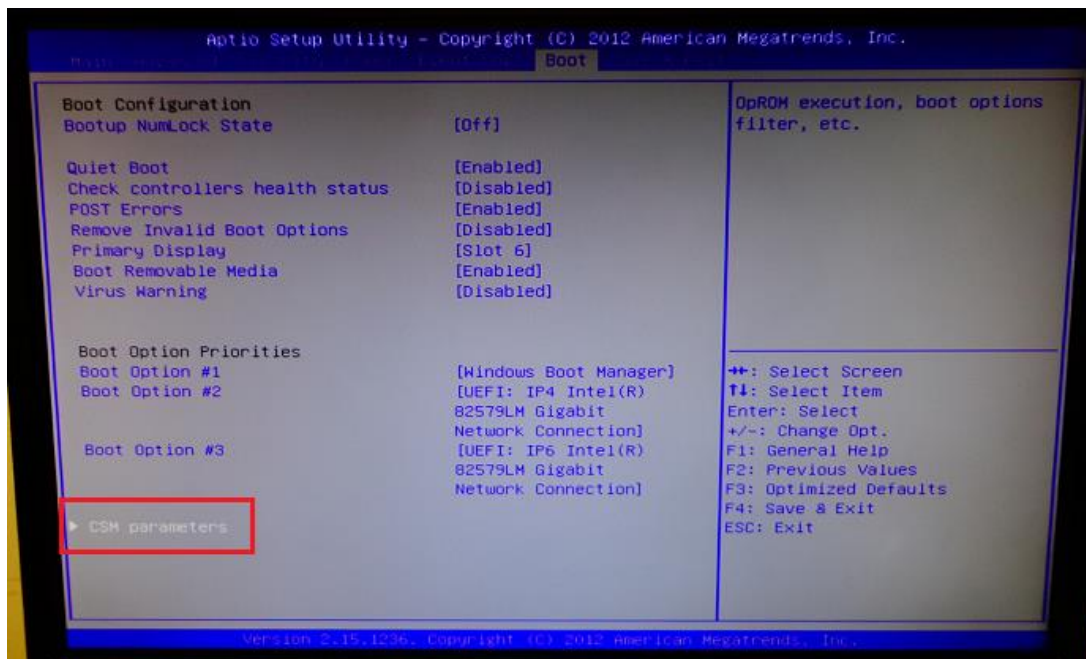 Aptio Setup Utility – Copyright (C) 2012 American Megatrends, Inc.
Main Boot
Boot Configuration
Bootup NumLock State [Off]
Quiet Boot [Enabled]
Check controllers health status [Disabled]
POST Errors [Enabled]
Remove Invalid Boot Options [Disabled]
Primary Display [Slot 6]
Boot Removable Media [Enabled]
Virus Warning [Disabled]
Boot Option Priorities
Boot Option #1 [Windows Boot Manager]
Boot Option #2 [UEFI: IP4 Intel(R)
82579LM Gigabit
Network Connection]
Boot Option #3 [UEFI: IP6 Intel(R)
82579LM Gigabit
Network Connection]
▶ CSM parameters
OpROM execution, boot options
filter, etc.
→←: Select Screen
↑↓: Select Item
Enter: Select
+/-: Change Opt.
F1: General Help
F2: Previous Values
F3: Optimized Defaults
F4: Save & Exit
ESC: Exit
Version 2.15.1236. Copyright (C) 2012 American Megatrends, Inc.